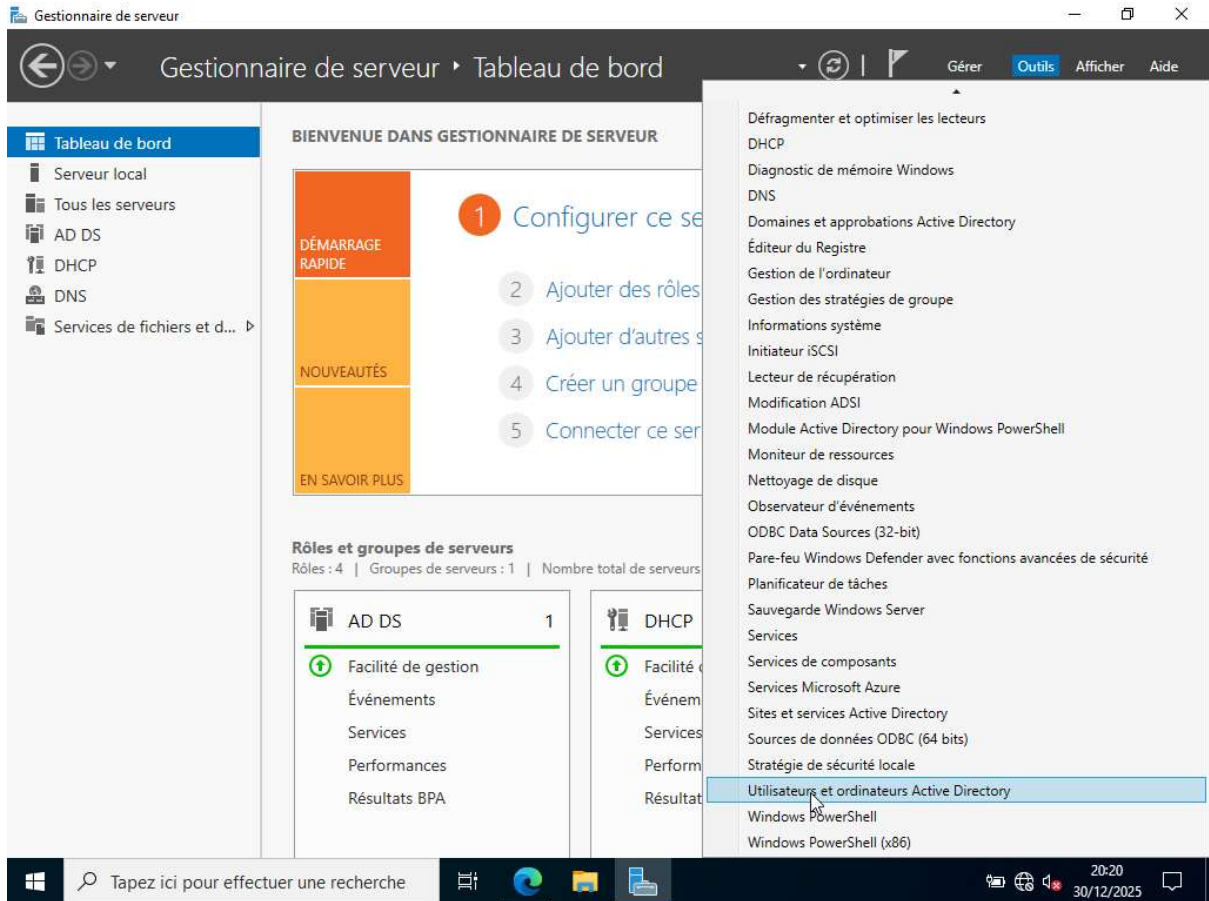 Gestionnaire de serveur
Gestionnaire de serveur • Tableau de bord
Gérer
Outils
Afficher
Aide
Tableau de bord
Serveur local
Tous les serveurs
AD DS
DHCP
DNS
Services de fichiers et d...
BIENVENUE DANS GESTIONNAIRE DE SERVEUR
DÉMARRAGE
RAPIDE
NOUVEAUTÉS
EN SAVOIR PLUS
1 Configurer ce se
2 Ajouter des rôles
3 Ajouter d'autres s
4 Créer un groupe
5 Connecter ce ser
Rôles et groupes de serveurs
Rôles : 4 | Groupes de serveurs : 1 | Nombre total de serveurs
AD DS 1
Facilité de gestion
Événements
Services
Performances
Résultats BPA
DHCP
Facilité
Événem
Services
Perform
Résultat
Défragmenter et optimiser les lecteurs
DHCP
Diagnostic de mémoire Windows
DNS
Domaines et approbations Active Directory
Éditeur du Registre
Gestion de l'ordinateur
Gestion des stratégies de groupe
Informations système
Initiateur iSCSI
Lecteur de récupération
Modification ADSI
Module Active Directory pour Windows PowerShell
Moniteur de ressources
Nettoyage de disque
Observateur d'événements
ODBC Data Sources (32-bit)
Pare-feu Windows Defender avec fonctions avancées de sécurité
Planificateur de tâches
Sauvegarde Windows Server
Services
Services de composants
Services Microsoft Azure
Sites et services Active Directory
Sources de données ODBC (64 bits)
Stratégie de sécurité locale
Utilisateurs et ordinateurs Active Directory
Windows PowerShell
Windows PowerShell (x86)
Tapez ici pour effectuer une recherche
20:20
30/12/2025